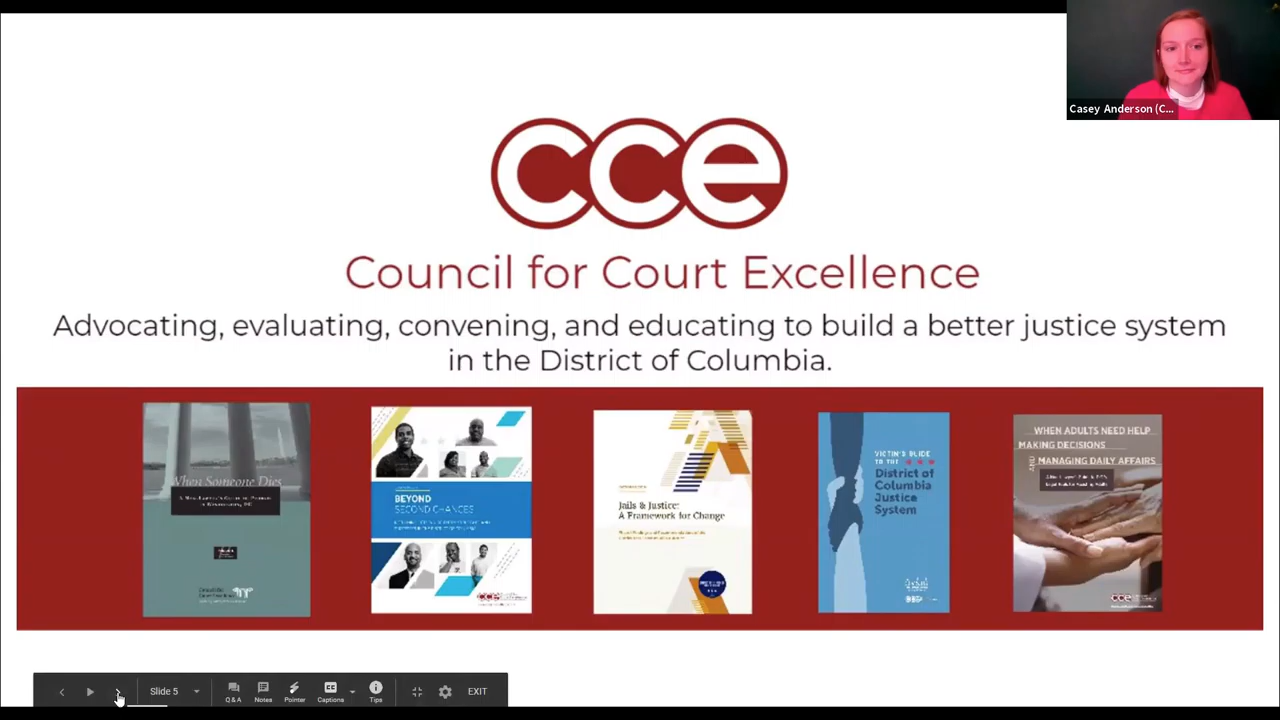 Casey Anderson (C...
cce
Council for Court Excellence
Advocating, evaluating, convening, and educating to build a better justice system
in the District of Columbia.
When Someone Dies
BEYOND
SECOND CHANCES
Jails & Justice:
A Framework for Change
VICTIM'S GUIDE
TO THE
District of
Columbia
Justice
System
WHEN ADULTS NEED HELP
MAKING DECISIONS
AND MANAGING DAILY AFFAIRS
cce
Slide 5
Q & A
Notes
Pointer
Captions
Tips
EXIT